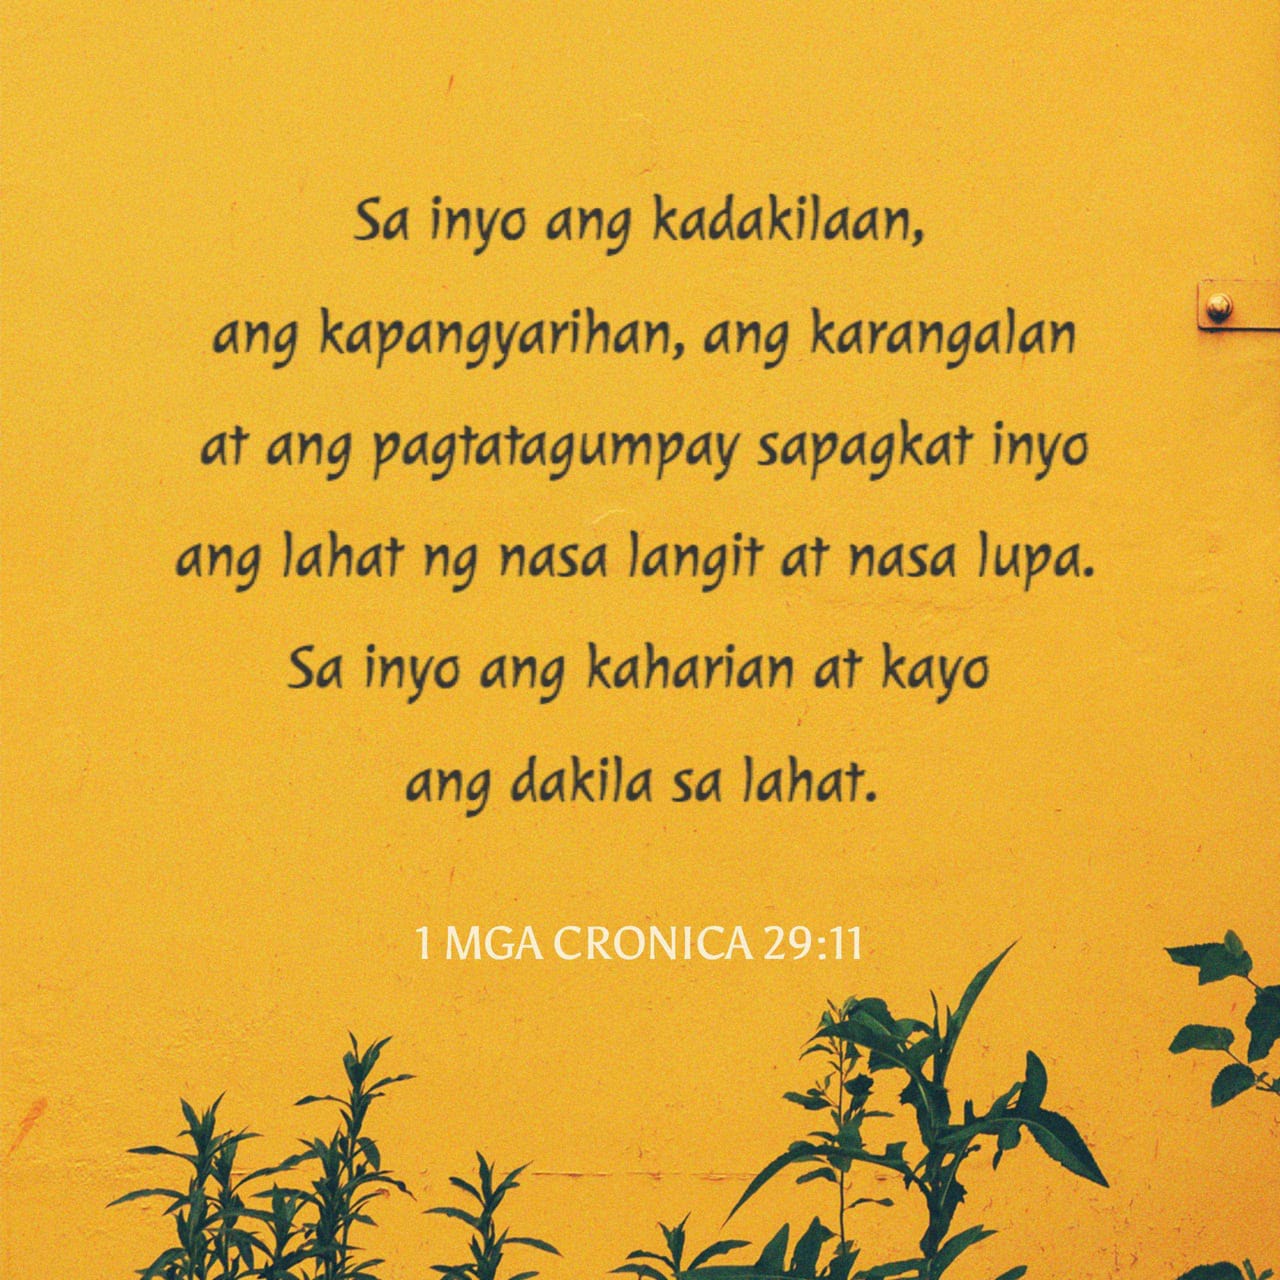 Sa inyo ang kadakilaan,
ang kapangyarihan, ang karangalan
at ang pagtatagumpay sapagkat inyo
ang lahat ng nasa langit at nasa lupa.
Sa inyo ang kaharian at kayo
ang dakila sa lahat.
1 MGA CRONICA 29:11